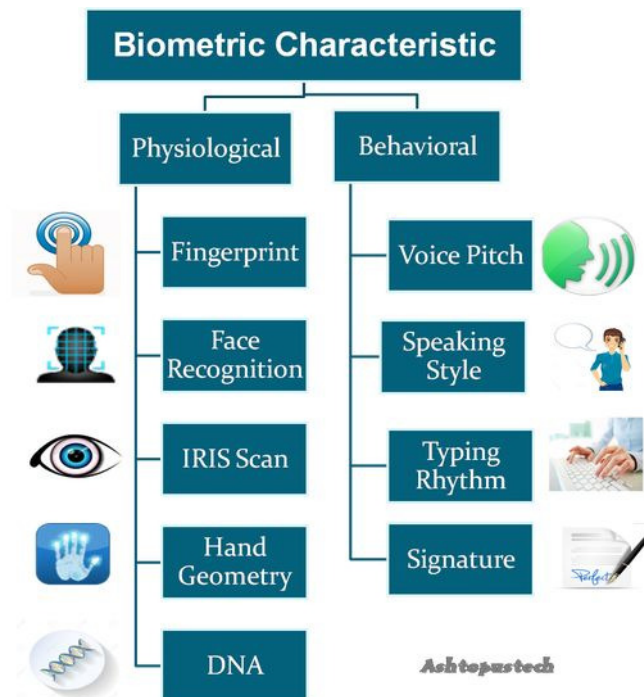 Biometric Characteristic
Physiological
Behavioral
Fingerprint
Voice Pitch
Face
Recognition
Speaking
Style
IRIS Scan
Typing
Rhythm
Hand
Geometry
Signature
Perfect
DNA
Ashtopustech